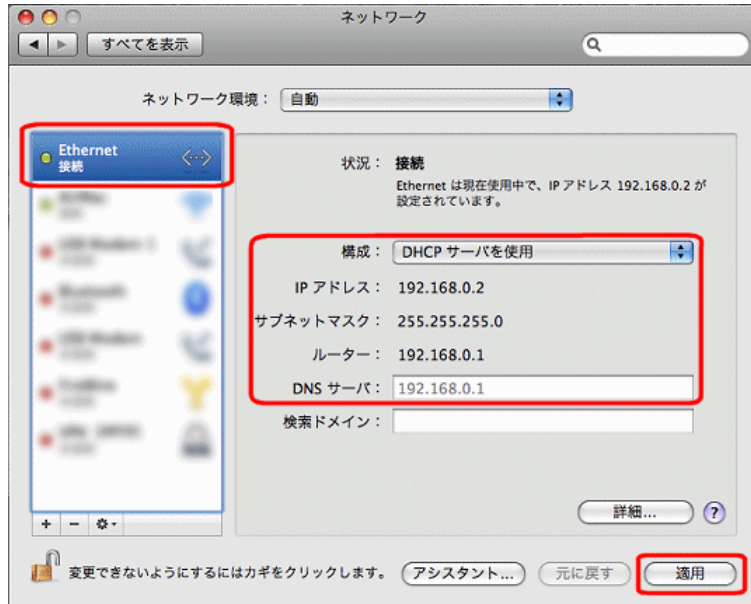 ネットワーク
すべてを表示
ネットワーク環境： 自動
Ethernet
接続
状況： 接続
Ethernet は現在使用中で、IP アドレス 192.168.0.2 が
設定されています。
構成： DHCP サーバを使用
IP アドレス： 192.168.0.2
サブネットマスク： 255.255.255.0
ルーター： 192.168.0.1
DNS サーバ： 192.168.0.1
検索ドメイン：
詳細...
?
変更できないようにするにはカギをクリックします。 アシスタント... 元に戻す 適用